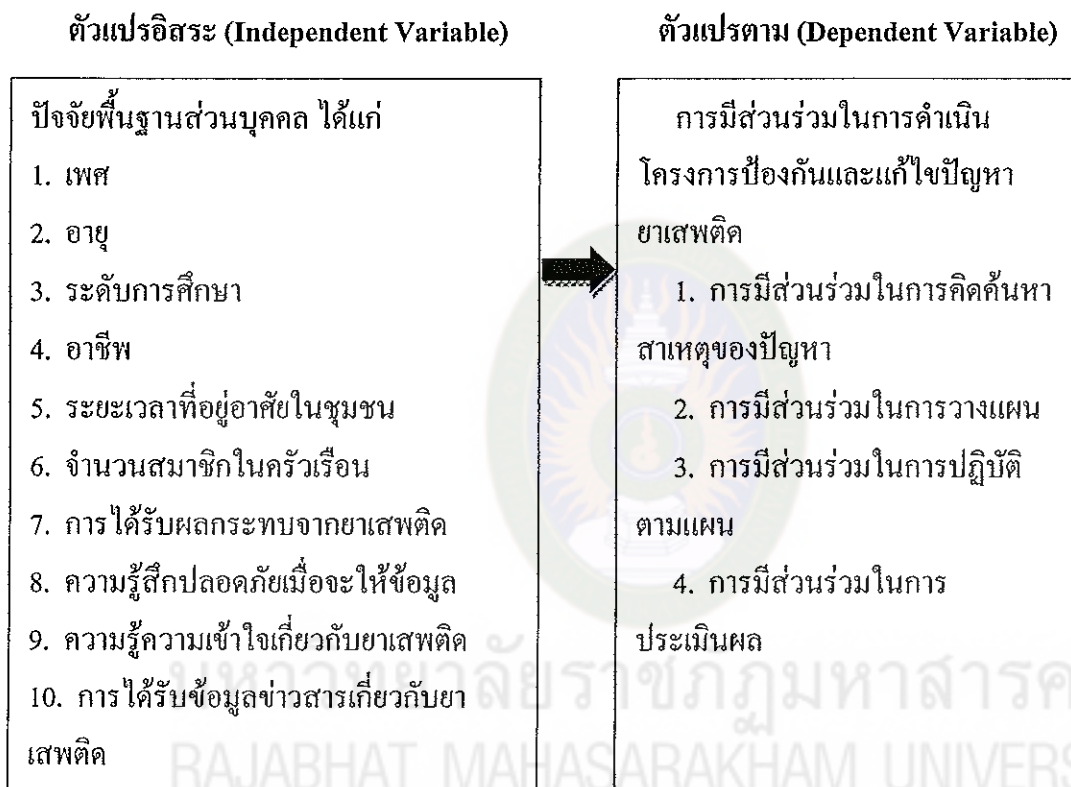 ตัวแปรอิสระ (Independent Variable)
ปัจจัยพื้นฐานส่วนบุคคล ได้แก่
1. เพศ
2. อายุ
3. ระดับการศึกษา
4. อาชีพ
5. ระยะเวลาที่อยู่อาศัยในชุมชน
6. จำนวนสมาชิกในครัวเรือน
7. การได้รับผลกระทบจากยาเสพติด
8. ความรู้สึกปลอดภัยเมื่อจะให้ข้อมูล
9. ความรู้ความเข้าใจเกี่ยวกับยาเสพติด
10. การได้รับข้อมูลข่าวสารเกี่ยวกับยา
เสพติด
ตัวแปรตาม (Dependent Variable)
การมีส่วนร่วมในการดำเนิน
โครงการป้องกันและแก้ไขปัญหา
ยาเสพติด
1. การมีส่วนร่วมในการคิดค้นหา
สาเหตุของปัญหา
2. การมีส่วนร่วมในการวางแผน
3. การมีส่วนร่วมในการปฏิบัติ
ตามแผน
4. การมีส่วนร่วมในการ
ประเมินผล
มหาวิทยาลัยราชภัฏมหาสารค
RAJABHAT MAHASARAKHAM UNIVERS